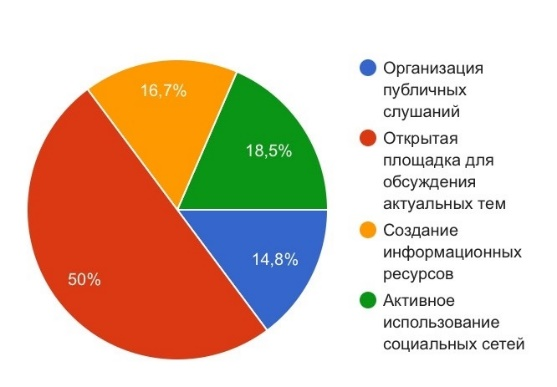 16,7%
18,5%
14,8%
50%
Организация
публичных
слушаний
Открытая
площадка для
обсуждения
актуальных тем
Создание
информационных
ресурсов
Активное
использование
социальных сетей